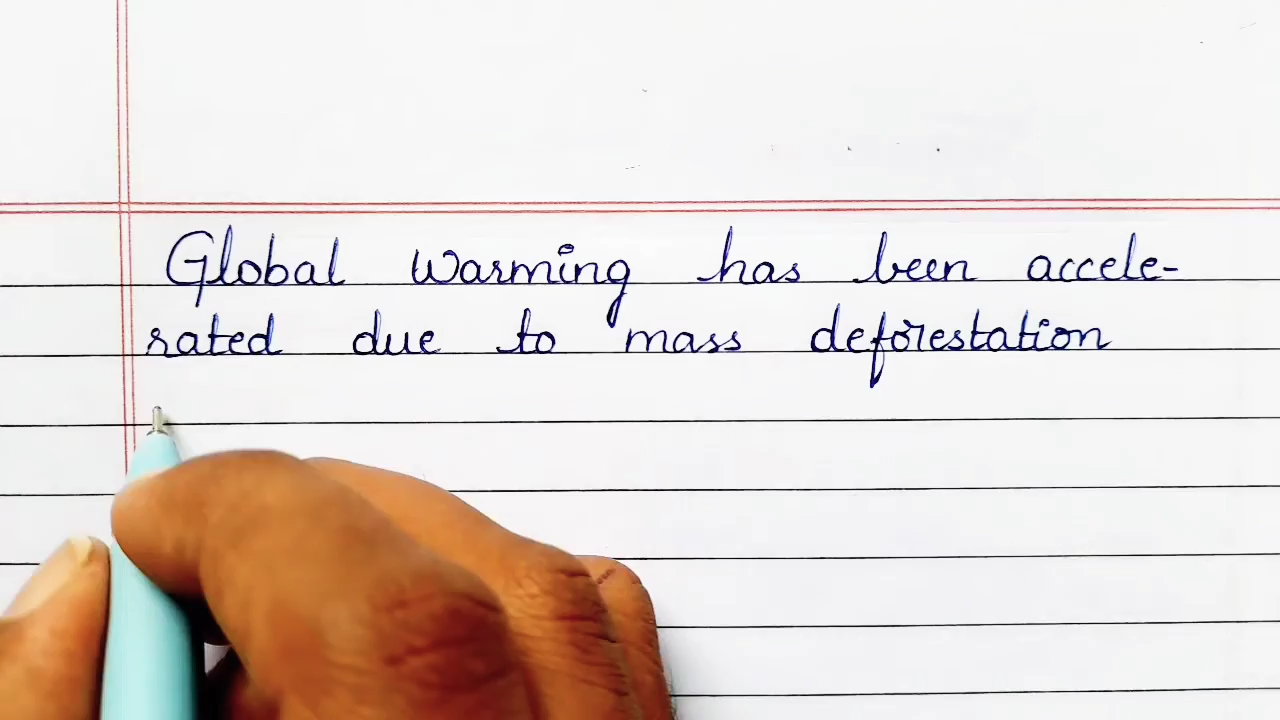 Global warming has been accele-
rated due to mass deforestation